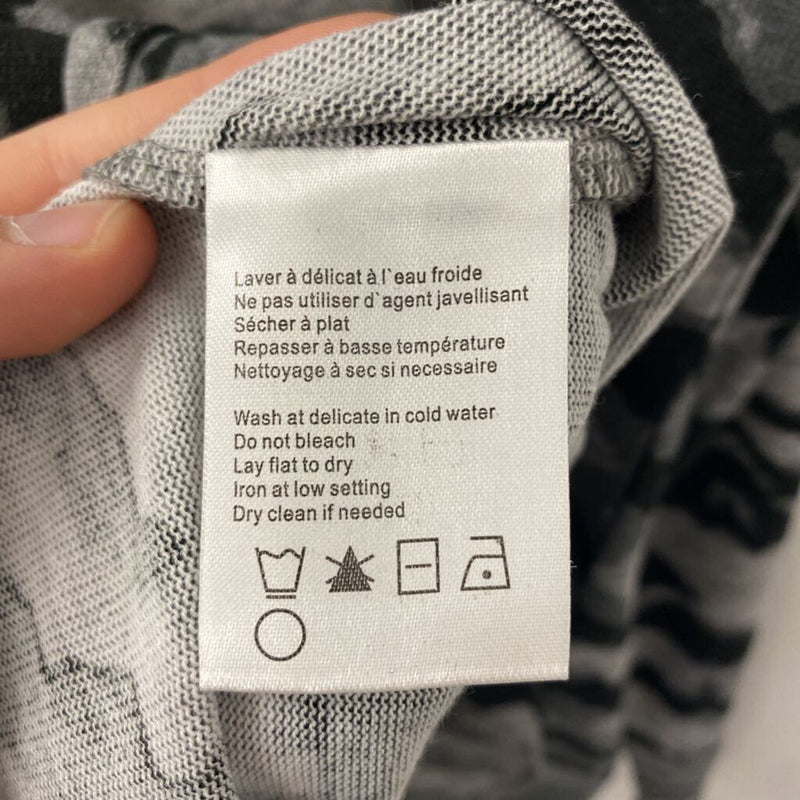 Laver à délicat à l`eau froide
Ne pas utiliser d`agent javellisant
Sécher à plat
Repasser à basse température
Nettoyage à sec si necessaire
Wash at delicate in cold water
Do not bleach
Lay flat to dry
Iron at low setting
Dry clean if needed